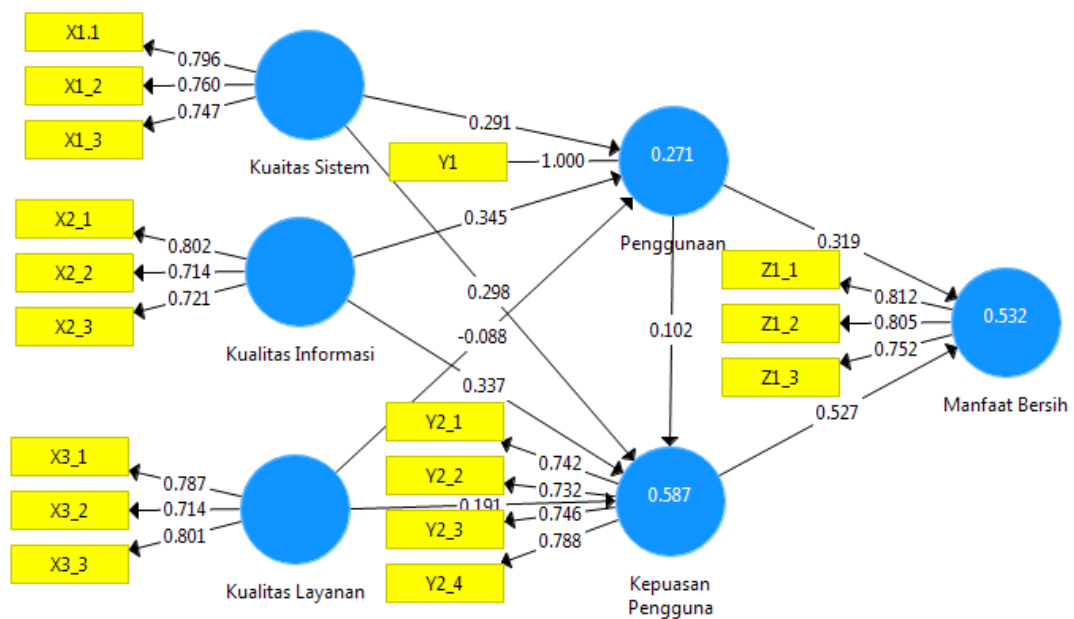 X1.1
0.796
X1_2
0.760
X1_3
0.747
Kuaitas Sistem
0.291
Y1
1.000
0.271
Penggunaan
X2_1
0.802
X2_2
0.714
X2_3
0.721
Kualitas Informasi
0.345
0.298
-0.088
0.337
0.319
0.102
Z1_1
0.812
Z1_2
0.805
Z1_3
0.752
0.532
Manfaat Bersih
0.527
X3_1
0.787
X3_2
0.714
X3_3
0.801
Kualitas Layanan
0.191
Y2_1
0.742
Y2_2
0.732
Y2_3
0.746
Y2_4
0.788
0.587
Kepuasan
Pengguna